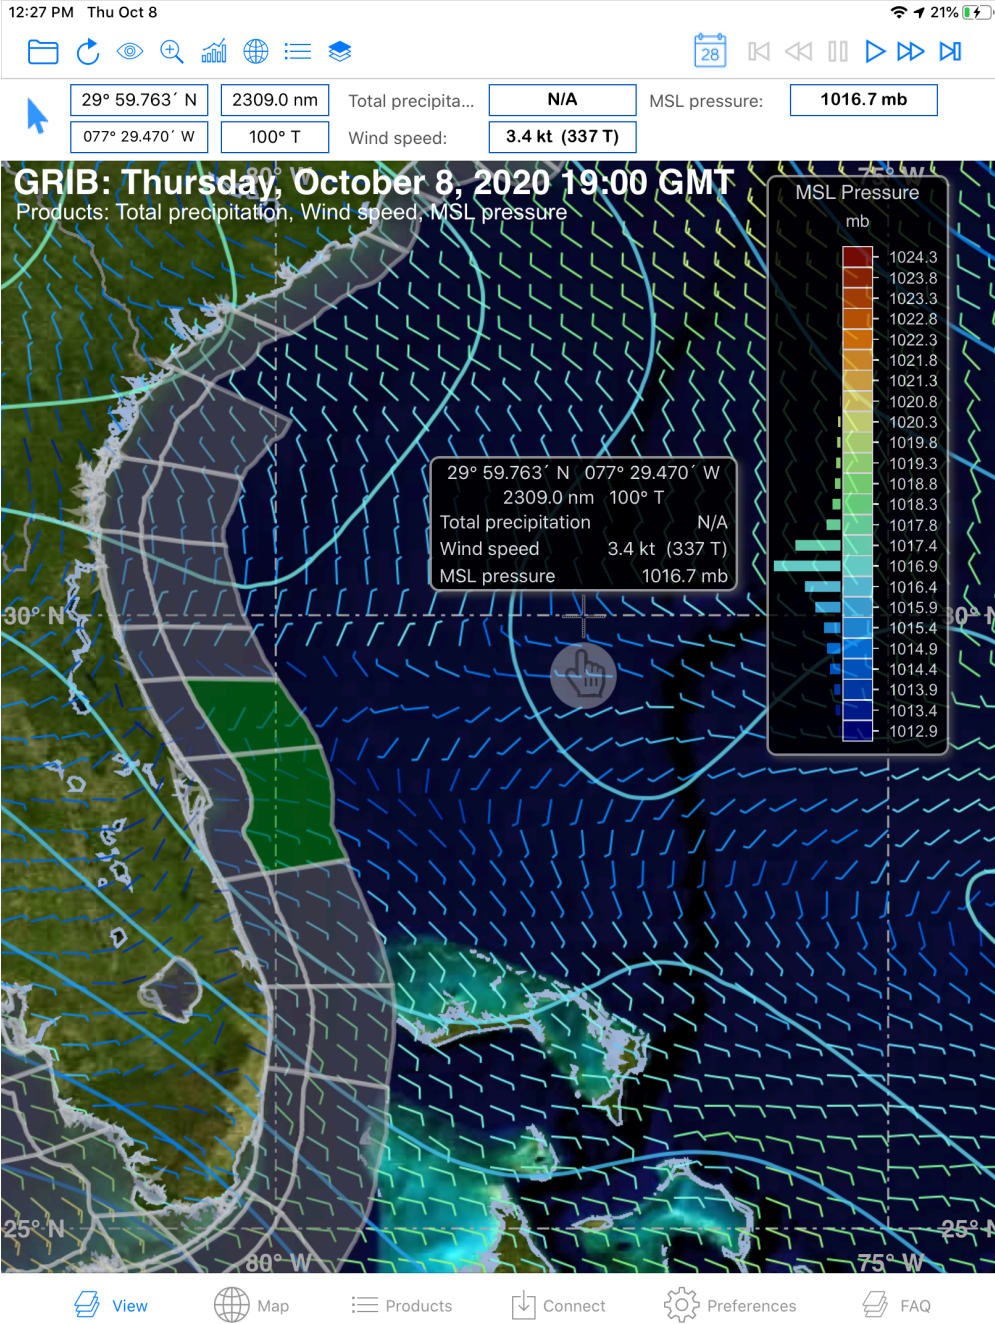 12:27 PM Thu Oct 8
21%
28
29° 59.763´ N 2309.0 nm Total precipita... N/A MSL pressure: 1016.7 mb
077° 29.470´ W 100° T Wind speed: 3.4 kt (337 T)
80° W 75° W
GRIB: Thursday, October 8, 2020 19:00 GMT
Products: Total precipitation, Wind speed, MSL pressure
MSL Pressure
mb
1024.3
1023.8
1023.3
1022.8
1022.3
1021.8
1021.3
1020.8
1020.3
1019.8
1019.3
1018.8
1018.3
1017.8
1017.4
1016.9
1016.4
1015.9
1015.4
1014.9
1014.4
1013.9
1013.4
1012.9
29° 59.763´ N 077° 29.470´ W
2309.0 nm 100° T
Total precipitation N/A
Wind speed 3.4 kt (337 T)
MSL pressure 1016.7 mb
30° N 30° N
25° N 25° N
80° W 75° W
View Map Products Connect Preferences FAQ